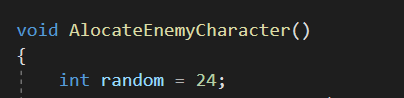 void AlocateEnemyCharacter()
{
int random = 24;